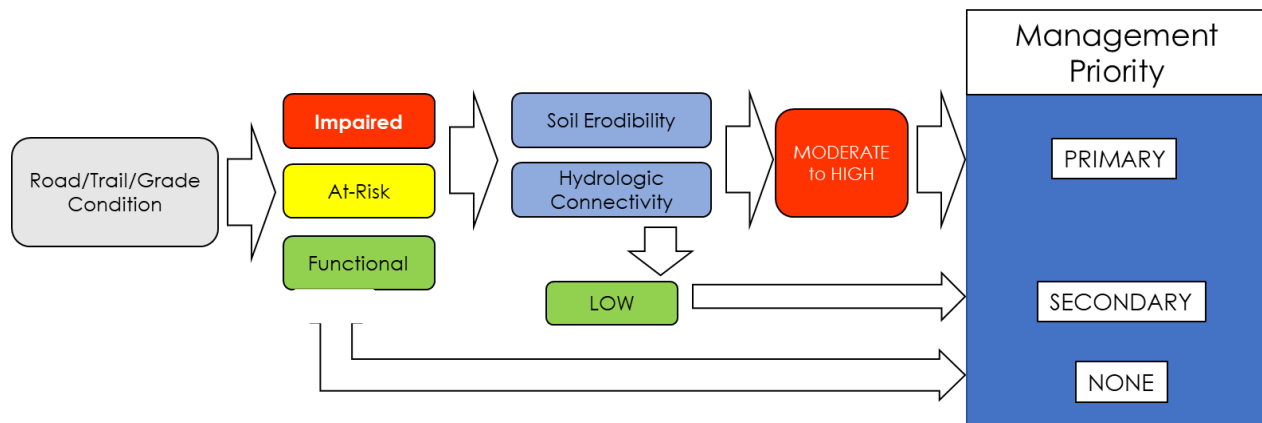 Management
Priority
Impaired
Soil Erodibility
MODERATE
to HIGH
PRIMARY
Road/Trail/Grade
Condition
At-Risk
Hydrologic
Connectivity
Functional
LOW
SECONDARY
NONE